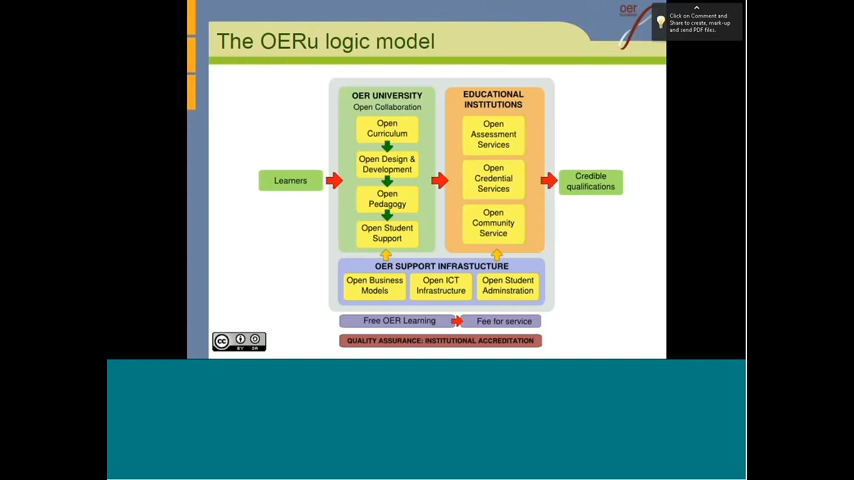 oer
Click on Comment and
Share to create, mark-up
and send PDF files.
The OERu logic model
OER UNIVERSITY
Open Collaboration
Open
Curriculum
Open Design &
Development
Open
Pedagogy
Open Student
Support
EDUCATIONAL
INSTITUTIONS
Open
Assessment
Services
Open
Credential
Services
Open
Community
Service
Learners
Credible
qualifications
OER SUPPORT INFRASTUCTURE
Open Business
Models
Open ICT
Infrastructure
Open Student
Adminstration
Free OER Learning
Fee for service
QUALITY ASSURANCE: INSTITUTIONAL ACCREDITATION
CC
BY